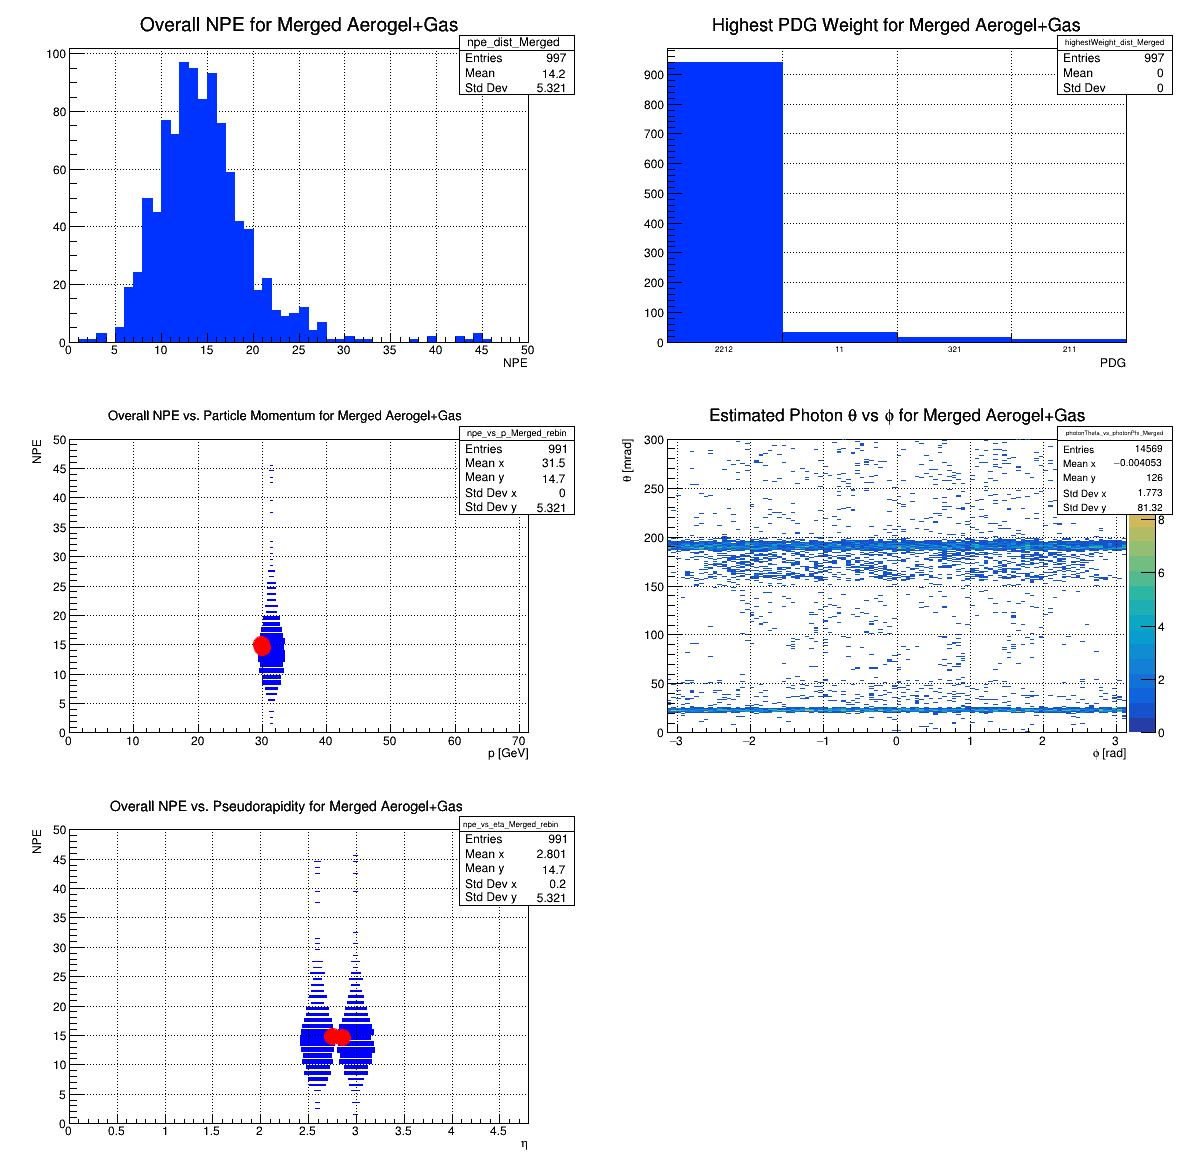 Overall NPE for Merged Aerogel+Gas
npe_dist_Merged
Entries 997
Mean 14.2
Std Dev 5.321
100
80
60
40
20
0
0 5 10 15 20 25 30 35 40 45 50
NPE
Highest PDG Weight for Merged Aerogel+Gas
highestWeight_dist_Merged
Entries 997
Mean 0
Std Dev 0
900
800
700
600
500
400
300
200
100
0
2212 11 321 211
PDG
Overall NPE vs. Particle Momentum for Merged Aerogel+Gas
npe_vs_p_Merged_rebin
Entries 991
Mean x 31.5
Mean y 14.7
Std Dev x 0
Std Dev y 5.321
NPE
50
45
40
35
30
25
20
15
10
5
0
0 10 20 30 40 50 60 70
p [GeV]
Estimated Photon θ vs ϕ for Merged Aerogel+Gas
photonTheta_vs_photonPhi_Merged
Entries 14569
Mean x −0.004053
Mean y 126
Std Dev x 1.773
Std Dev y 81.32
θ [mrad]
300
250
200
150
100
50
0
−3 −2 −1 0 1 2 3
ϕ [rad]
8
6
4
2
0
Overall NPE vs. Pseudorapidity for Merged Aerogel+Gas
npe_vs_eta_Merged_rebin
Entries 991
Mean x 2.801
Mean y 14.7
Std Dev x 0.2
Std Dev y 5.321
NPE
50
45
40
35
30
25
20
15
10
5
0
0 0.5 1 1.5 2 2.5 3 3.5 4 4.5
η